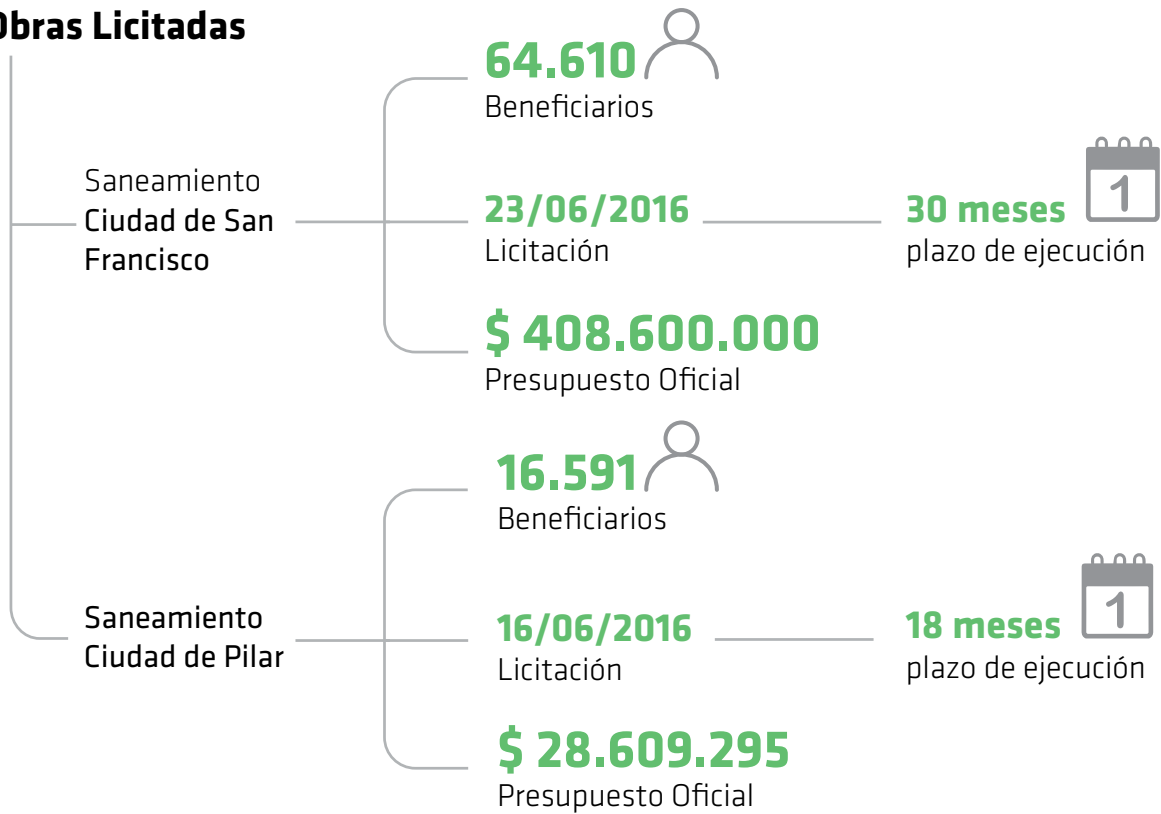 Obras Licitadas
64.610
Beneficiarios
Saneamiento
Ciudad de San
Francisco
23/06/2016
Licitación
30 meses
plazo de ejecución
1
$ 408.600.000
Presupuesto Oficial
16.591
Beneficiarios
Saneamiento
Ciudad de Pilar
16/06/2016
Licitación
18 meses
plazo de ejecución
1
$ 28.609.295
Presupuesto Oficial